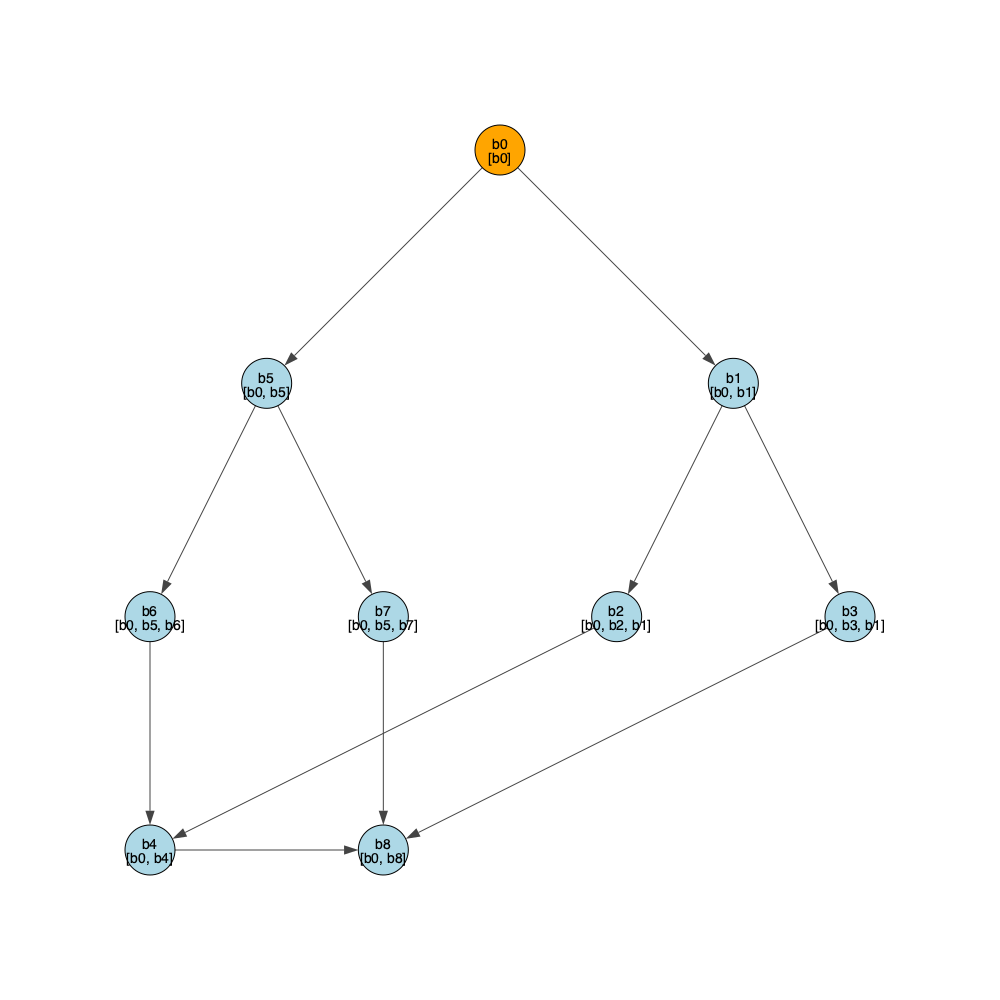 b0
[b0]
b5
[b0, b5]
b1
[b0, b1]
b6
[b0, b5, b6]
b7
[b0, b5, b7]
b2
[b0, b2, b1]
b3
[b0, b3, b1]
b4
[b0, b4]
b8
[b0, b8]